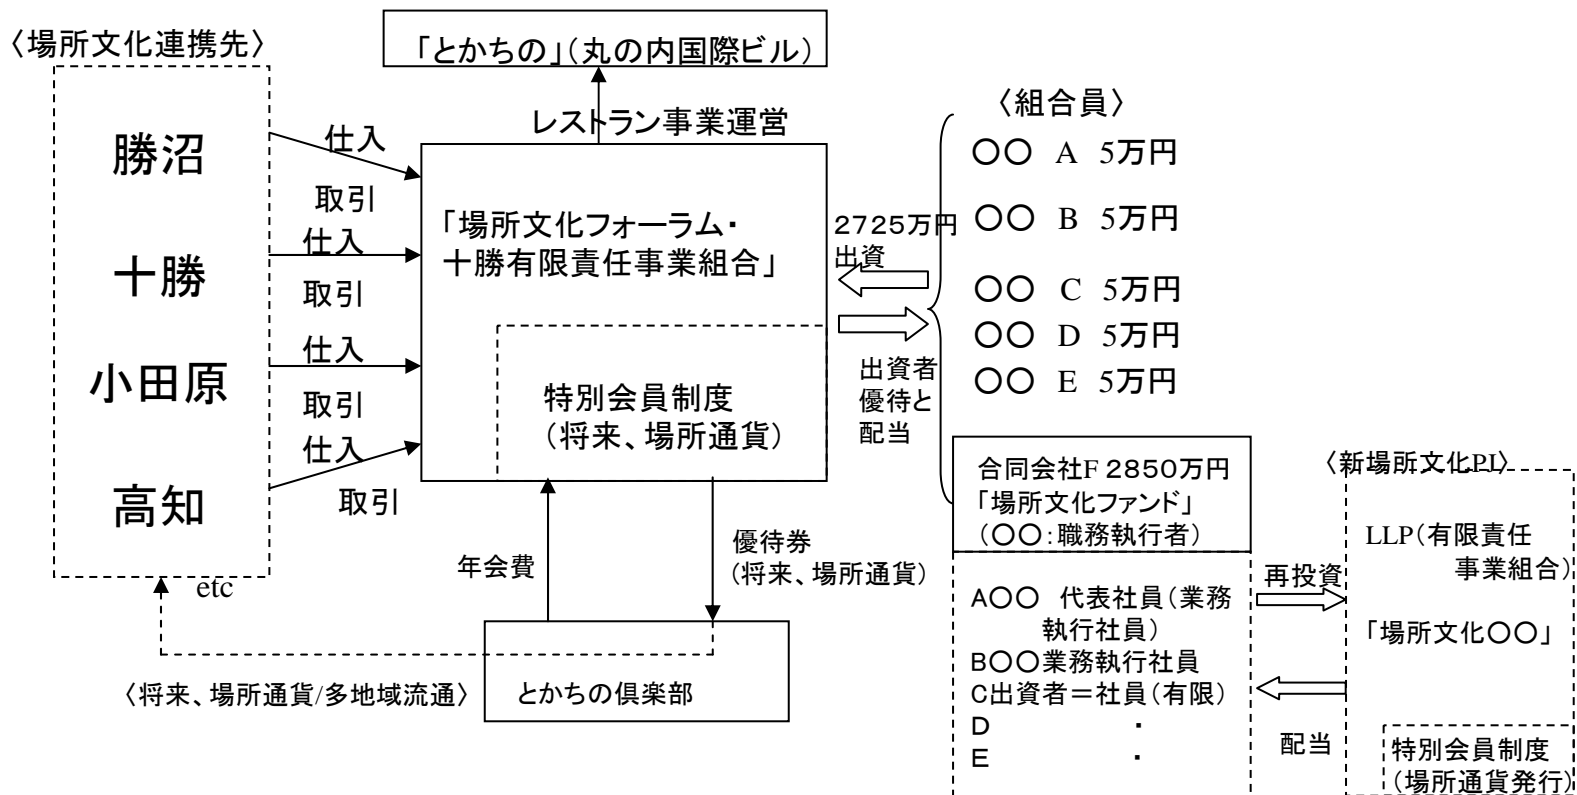 〈場所文化連携先〉
勝沼
十勝
小田原
高知
etc
仕入
取引
仕入
取引
仕入
取引
仕入
取引
「とかちの」（丸の内国際ビル）
レストラン事業運営
「場所文化フォーラム・
十勝有限責任事業組合」
特別会員制度
（将来、場所通貨）
年会費
優待券
（将来、場所通貨）
とかちの倶楽部
〈将来、場所通貨/多地域流通〉
2725万円
出資
出資者
優待と
配当
〈組合員〉
〇〇 A 5万円
〇〇 B 5万円
〇〇 C 5万円
〇〇 D 5万円
〇〇 E 5万円
合同会社F 2850万円
「場所文化ファンド」
（〇〇：職務執行者）
A〇〇 代表社員（業務
執行社員）
B〇〇業務執行社員
C出資者＝社員（有限）
D ・
E ・
再投資
配当
〈新場所文化PJ〉
LLP（有限責任
事業組合）
「場所文化〇〇」
特別会員制度
（場所通貨発行）